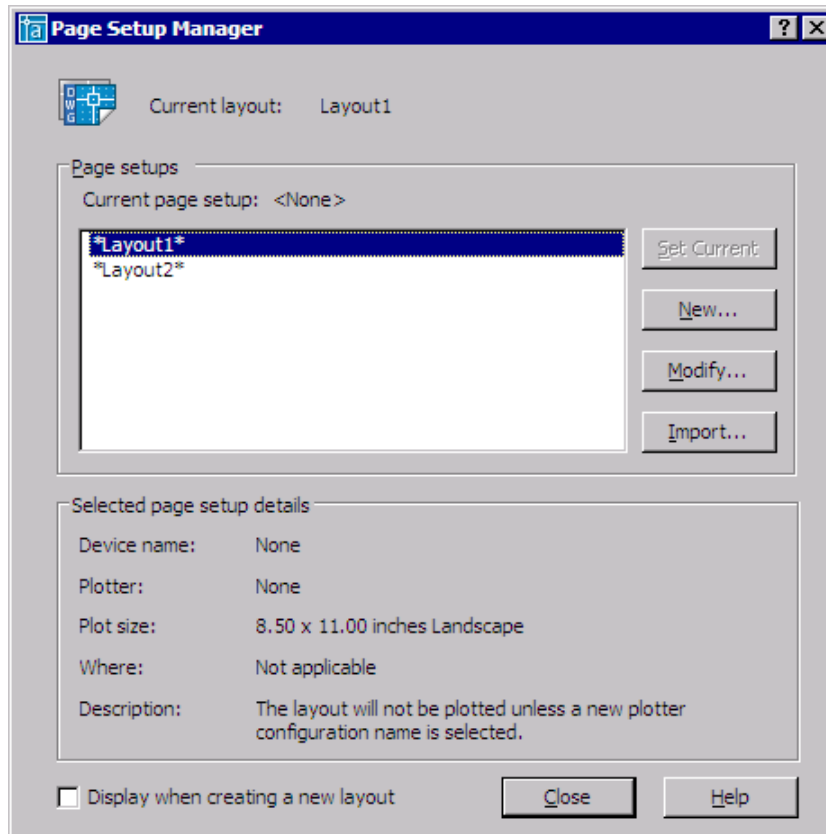 Page Setup Manager
DWG
Current layout: Layout1
Page setups
Current page setup: <None>
*Layout1*
*Layout2*
Set Current
New...
Modify...
Import...
Selected page setup details
Device name: None
Plotter: None
Plot size: 8.50 x 11.00 inches Landscape
Where: Not applicable
Description: The layout will not be plotted unless a new plotter
configuration name is selected.
Display when creating a new layout
Close
Help